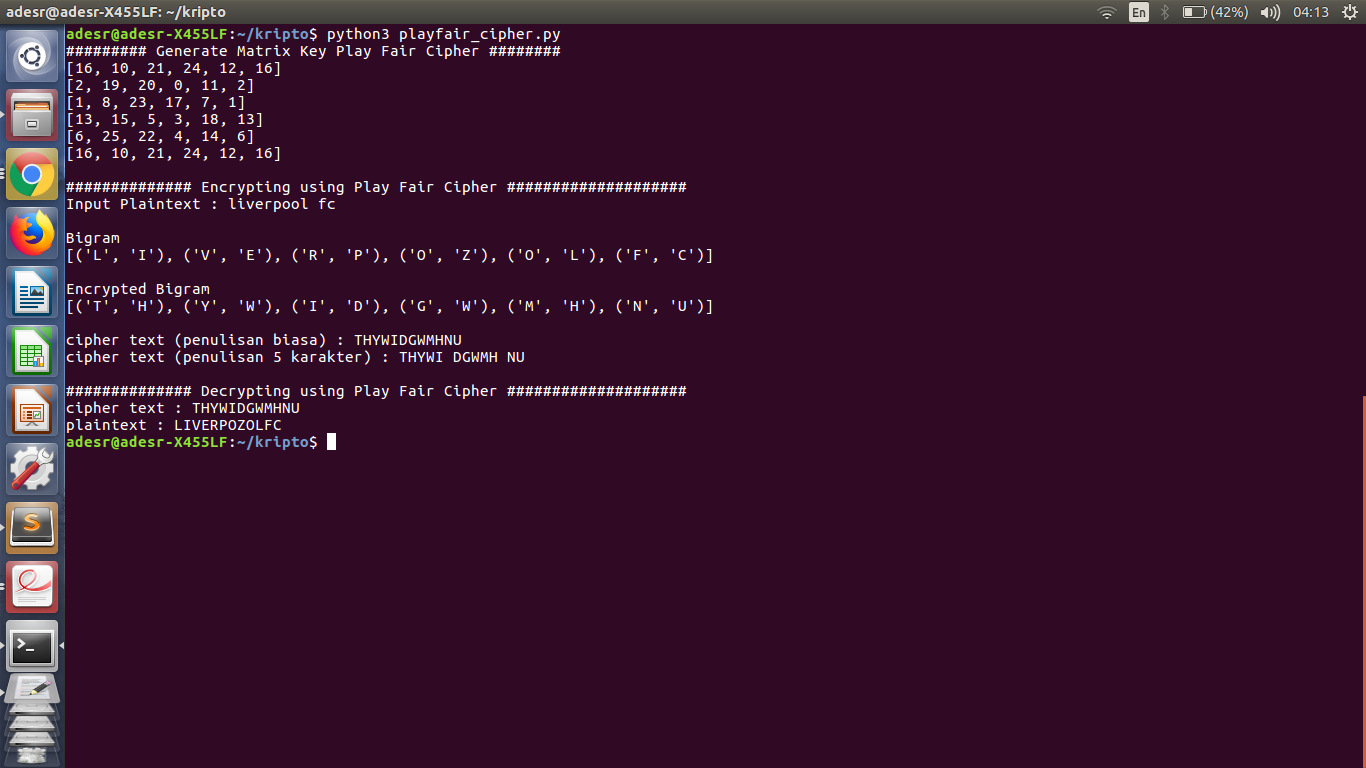 adesr@adesr-X455LF: ~/kripto En (42%) 04:13
adesr@adesr-X455LF:~/kripto$ python3 playfair_cipher.py
######### Generate Matrix Key Play Fair Cipher ########
[16, 10, 21, 24, 12, 16]
[2, 19, 20, 0, 11, 2]
[1, 8, 23, 17, 7, 1]
[13, 15, 5, 3, 18, 13]
[6, 25, 22, 4, 14, 6]
[16, 10, 21, 24, 12, 16]
############## Encrypting using Play Fair Cipher ####################
Input Plaintext : liverpool fc
Bigram
[('L', 'I'), ('V', 'E'), ('R', 'P'), ('O', 'Z'), ('O', 'L'), ('F', 'C')]
Encrypted Bigram
[('T', 'H'), ('Y', 'W'), ('I', 'D'), ('G', 'W'), ('M', 'H'), ('N', 'U')]
cipher text (penulisan biasa) : THYWIDGWMHNU
cipher text (penulisan 5 karakter) : THYWI DGWMH NU
############## Decrypting using Play Fair Cipher ####################
cipher text : THYWIDGWMHNU
plaintext : LIVERPOZOLFC
adesr@adesr-X455LF:~/kripto$